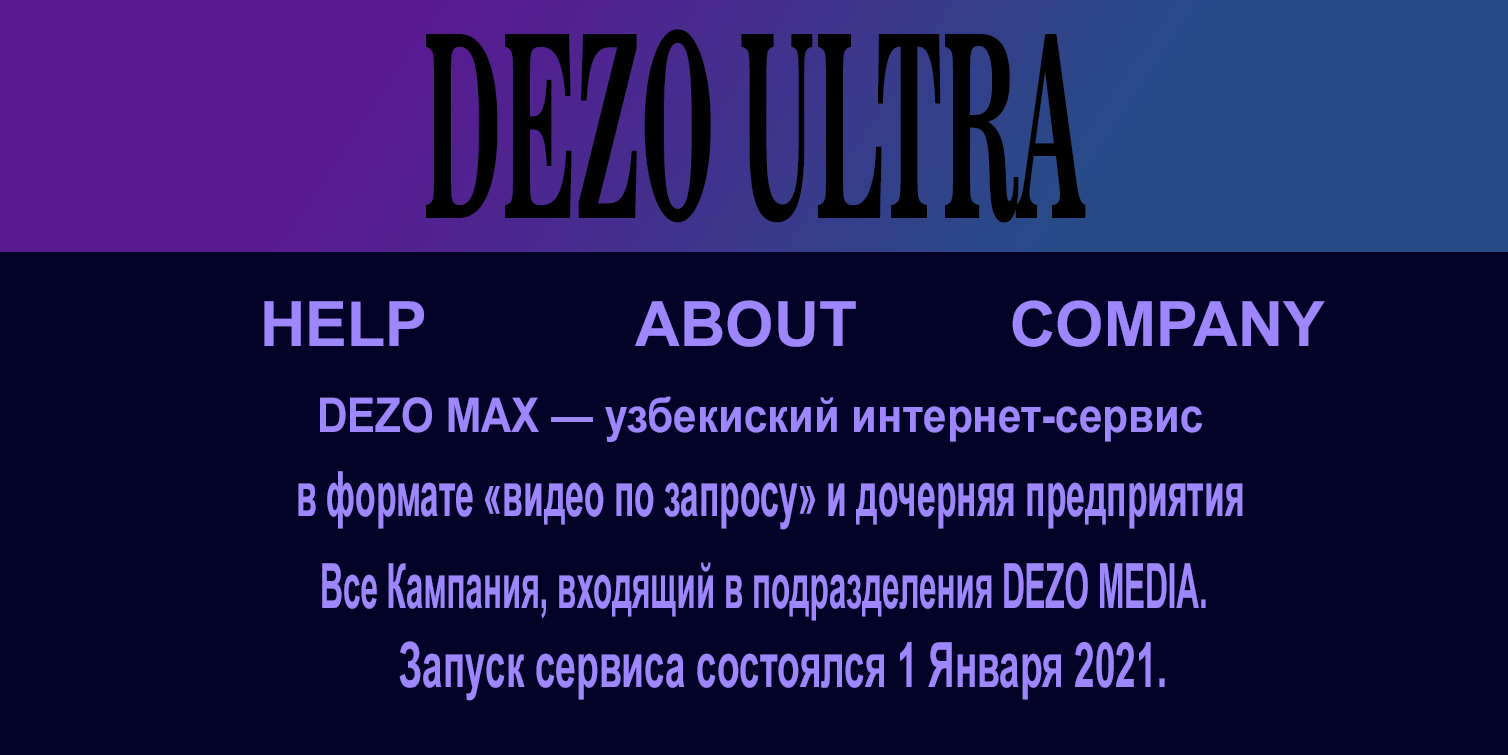 DEZO ULTRA
HELP ABOUT COMPANY
DEZO MAX — узбекиский интернет-сервис
в формате «видео по запросу» и дочерняя предприятия
Все Кампания, входящий в подразделения DEZO MEDIA.
Запуск сервиса состоялся 1 Января 2021.